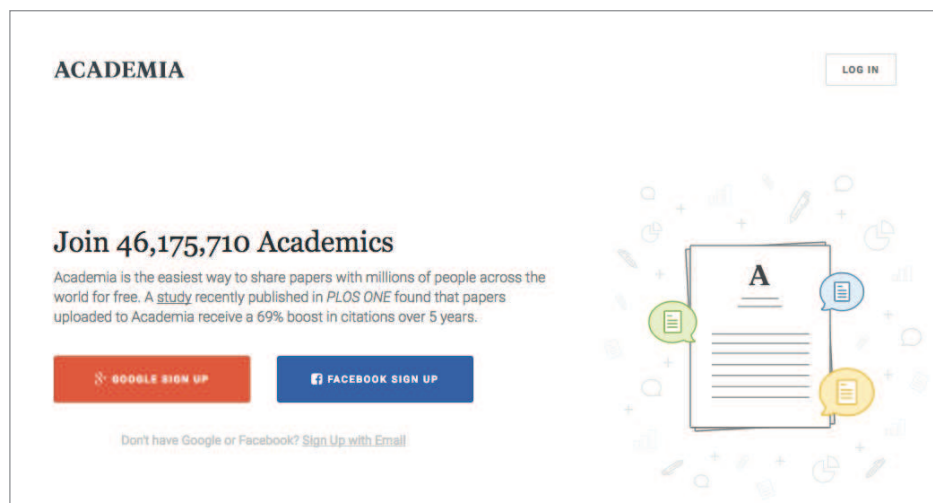 ACADEMIA
LOG IN
Join 46,175,710 Academics
Academia is the easiest way to share papers with millions of people across the
world for free. A study recently published in PLOS ONE found that papers
uploaded to Academia receive a 69% boost in citations over 5 years.
A
GOOGLE SIGN UP
FACEBOOK SIGN UP
Don't have Google or Facebook? Sign Up with Email